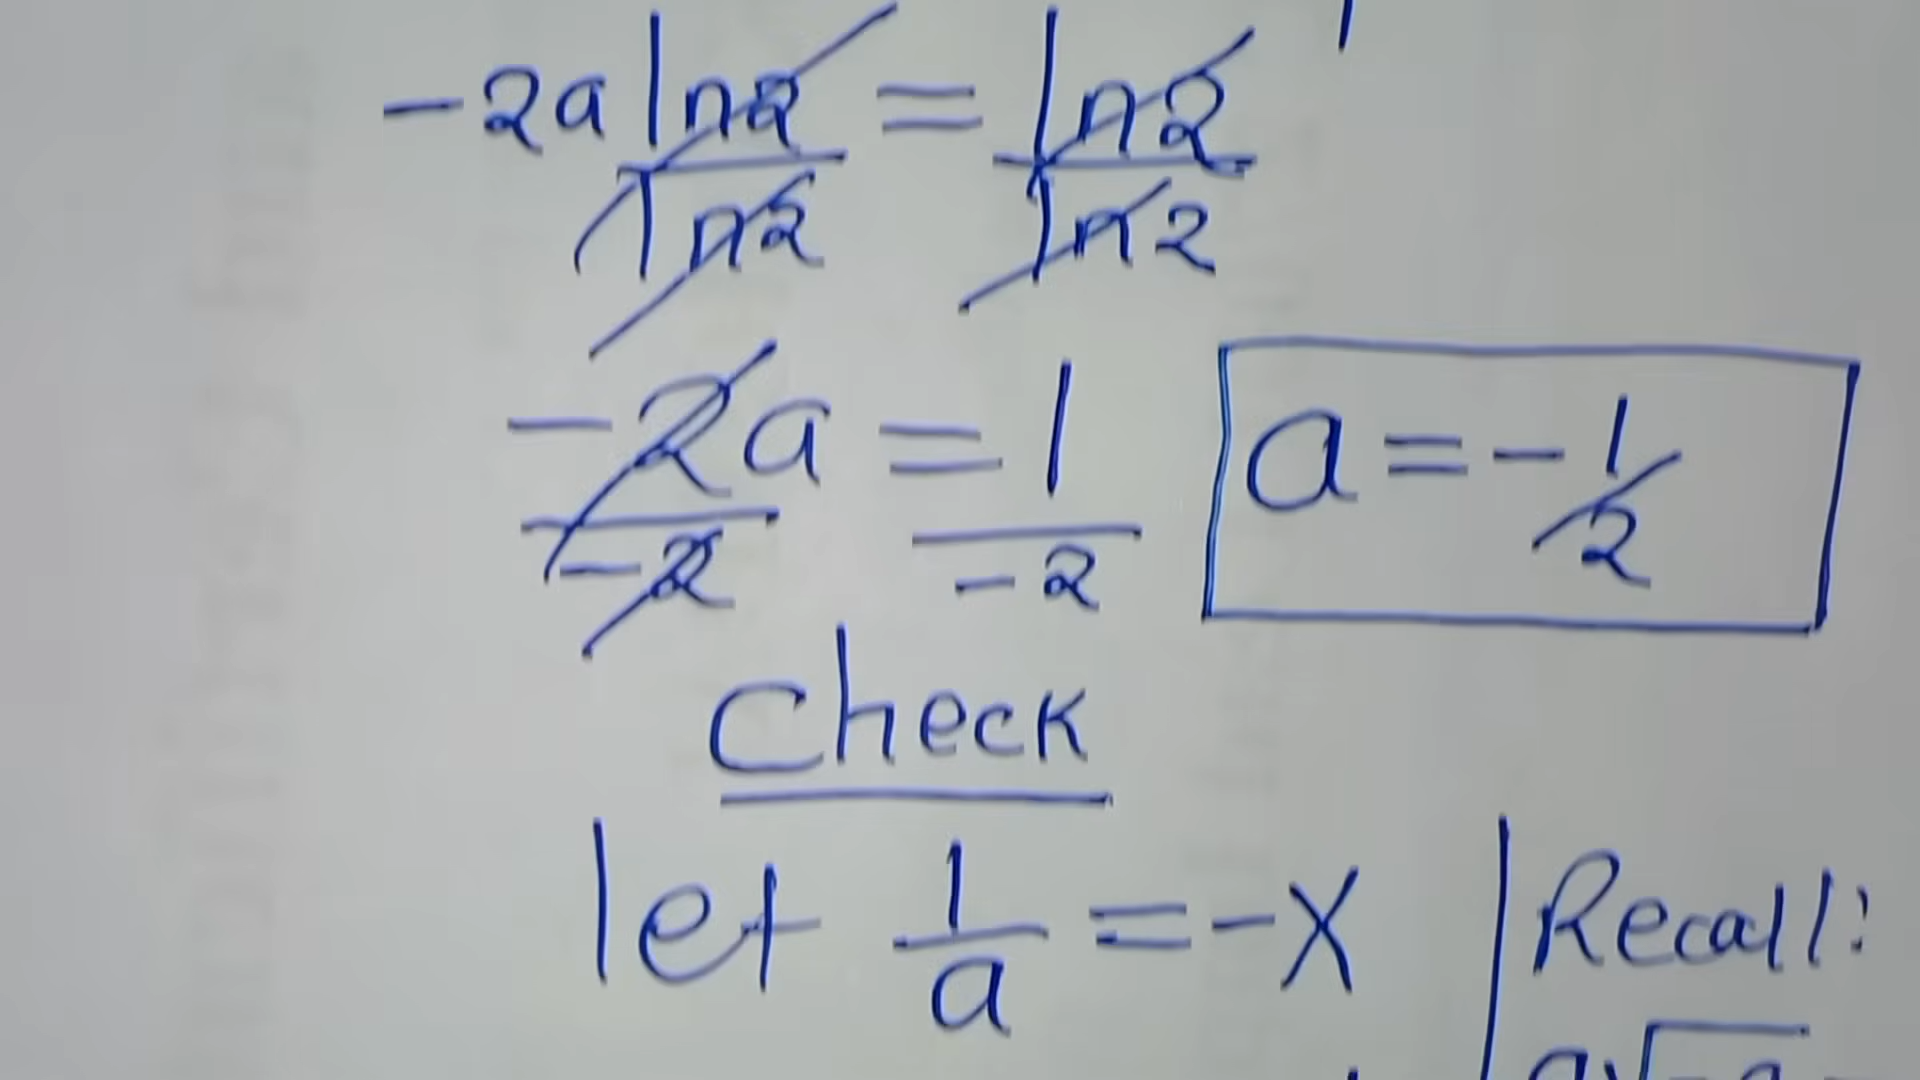 -2a ln2 = ln2
ln2 ln2
-2a = 1
-2 -2
a = -1/2
Check
let 1/a = -x
Recall: